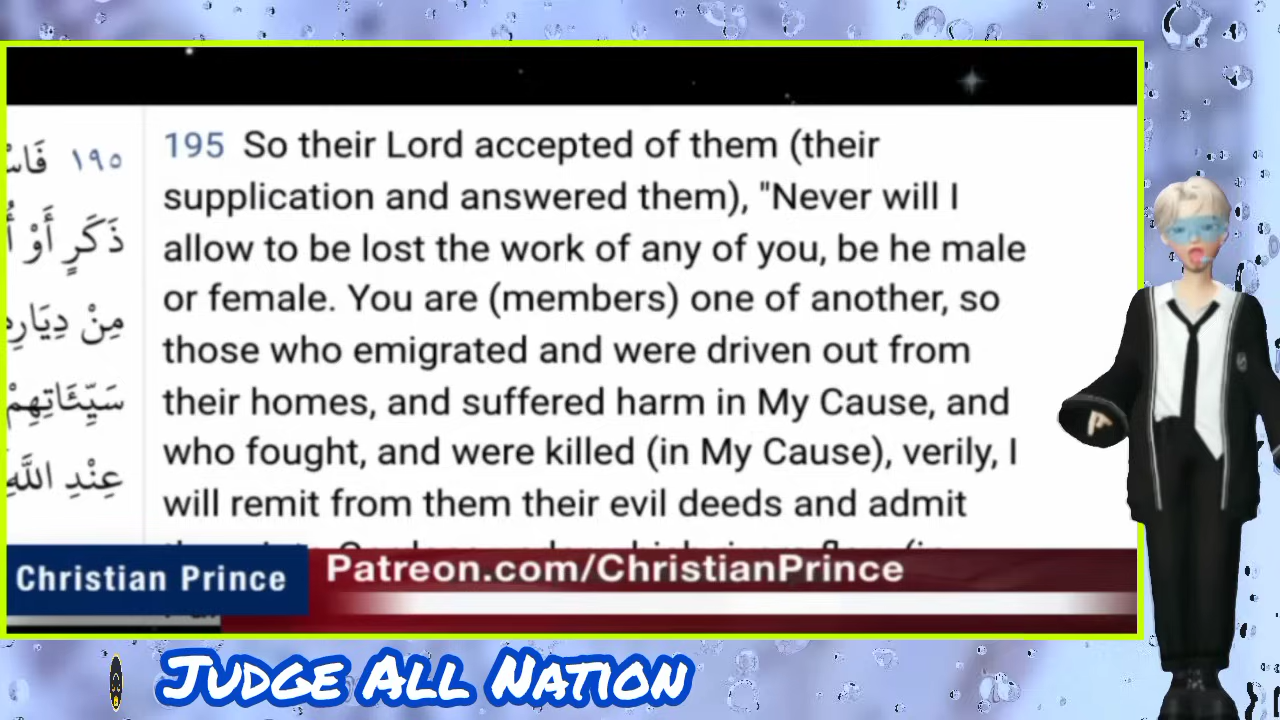 195 So their Lord accepted of them (their
supplication and answered them), "Never will I
allow to be lost the work of any of you, be he male
or female. You are (members) one of another, so
those who emigrated and were driven out from
their homes, and suffered harm in My Cause, and
who fought, and were killed (in My Cause), verily, I
will remit from them their evil deeds and admit
١٩٥
ذَكَرٍ أَوْ
مِنْ
سَيِّئَاتِهِمْ
عِنْدِ اللَّهِ
Christian Prince
Patreon.com/ChristianPrince
Judge All Nation